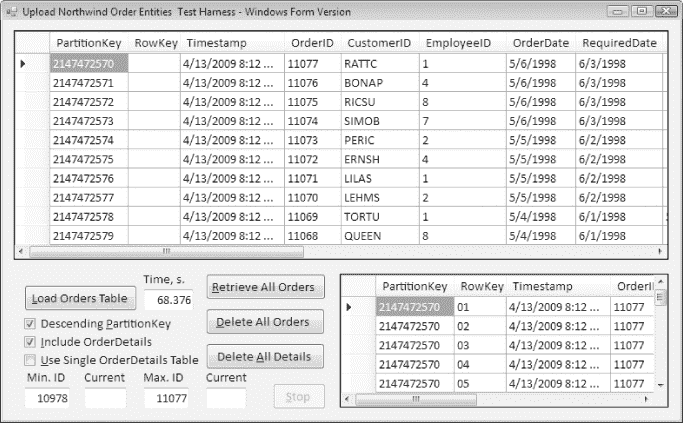 Upload Northwind Order Entities Test Harness - Windows Form Version
PartitionKey RowKey Timestamp OrderID CustomerID EmployeeID OrderDate RequiredDate
2147472570 4/13/2009 8:12 ... 11077 RATTC 1 5/6/1998 6/3/1998
2147472571 4/13/2009 8:12 ... 11076 BONAP 4 5/6/1998 6/3/1998
2147472572 4/13/2009 8:12 ... 11075 RICSU 8 5/6/1998 6/3/1998
2147472573 4/13/2009 8:12 ... 11074 SIMOB 7 5/6/1998 6/3/1998
2147472574 4/13/2009 8:12 ... 11073 PERIC 2 5/5/1998 6/2/1998
2147472575 4/13/2009 8:12 ... 11072 ERNSH 4 5/5/1998 6/2/1998
2147472576 4/13/2009 8:12 ... 11071 LILAS 1 5/5/1998 6/2/1998
2147472577 4/13/2009 8:12 ... 11070 LEHMS 2 5/5/1998 6/2/1998
2147472578 4/13/2009 8:12 ... 11069 TORTU 1 5/4/1998 6/1/1998
2147472579 4/13/2009 8:12 ... 11068 QUEEN 8 5/4/1998 6/1/1998
Time, s.
Load Orders Table 68.376 Retrieve All Orders
Descending PartitionKey Delete All Orders
Include OrderDetails
Use Single OrderDetails Table Delete All Details
Min. ID Current Max. ID Current
10978 11077 Stop
PartitionKey RowKey Timestamp OrderI
2147472570 01 4/13/2009 8:12 ... 11077
2147472570 02 4/13/2009 8:12 ... 11077
2147472570 03 4/13/2009 8:12 ... 11077
2147472570 04 4/13/2009 8:12 ... 11077
2147472570 05 4/13/2009 8:12 ... 11077